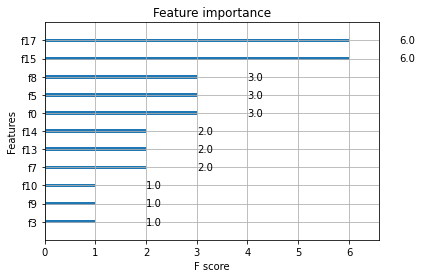 Feature importance
f17 6.0
f15 6.0
f8 3.0
f5 3.0
f0 3.0
f14 2.0
f13 2.0
f7 2.0
f10 1.0
f9 1.0
f3 1.0
Features
0 1 2 3 4 5 6
F score